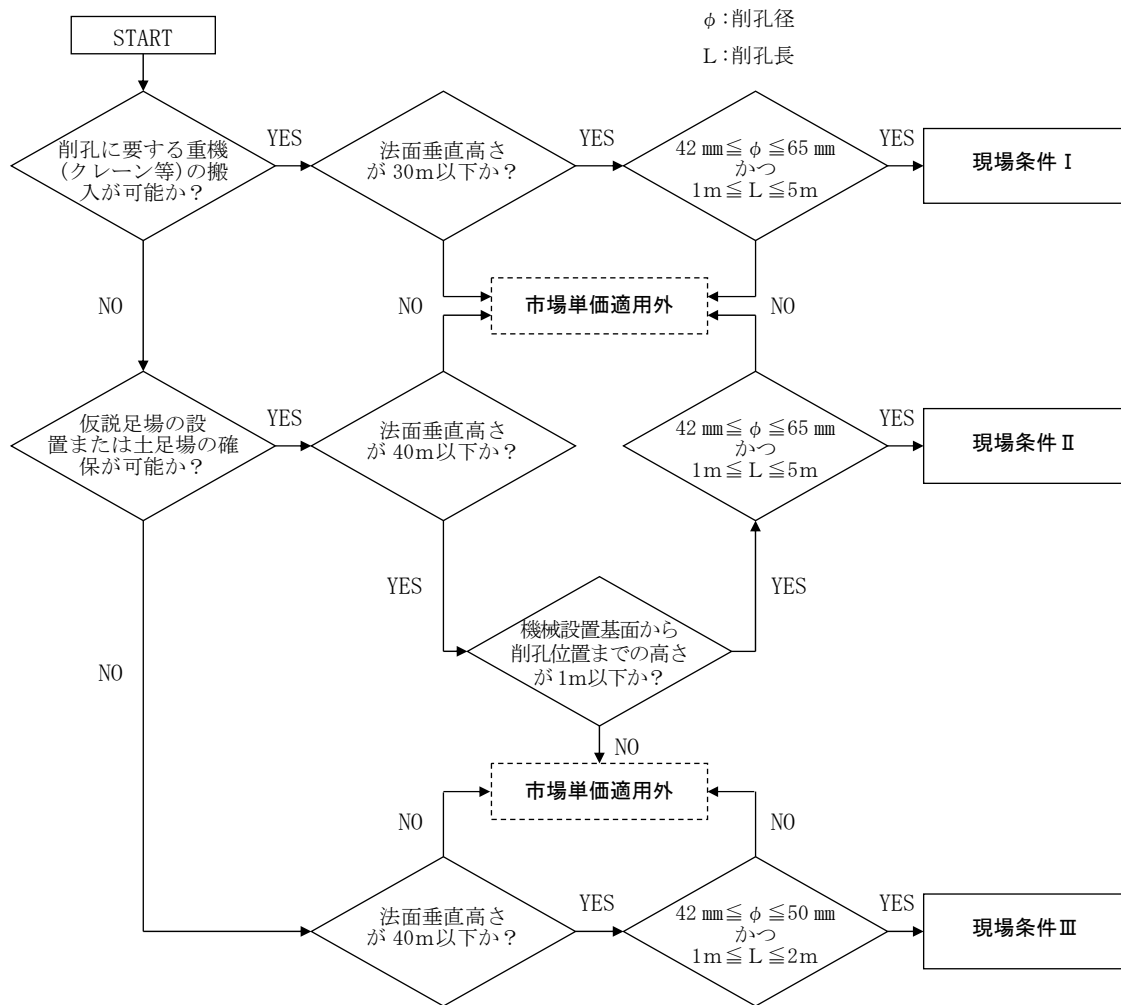 φ:削孔径
L:削孔長
START
削孔に要する重機
(クレーン等)の搬
入が可能か?
YES
法面垂直高さ
が 30m以下か?
YES
42 ㎜≦ φ ≦65 ㎜
かつ
1m≦ L ≦5m
YES
現場条件Ⅰ
NO
NO
市場単価適用外
NO
仮説足場の設
置または土足場の確
保が可能か?
YES
法面垂直高さ
が 40m以下か?
42 ㎜≦ φ ≦65 ㎜
かつ
1m≦ L ≦5m
YES
現場条件Ⅱ
YES
YES
機械設置基面から
削孔位置までの高さ
が 1m以下か?
NO
NO
市場単価適用外
NO
NO
法面垂直高さ
が 40m以下か?
YES
42 ㎜≦ φ ≦50 ㎜
かつ
1m≦ L ≦2m
YES
現場条件Ⅲ